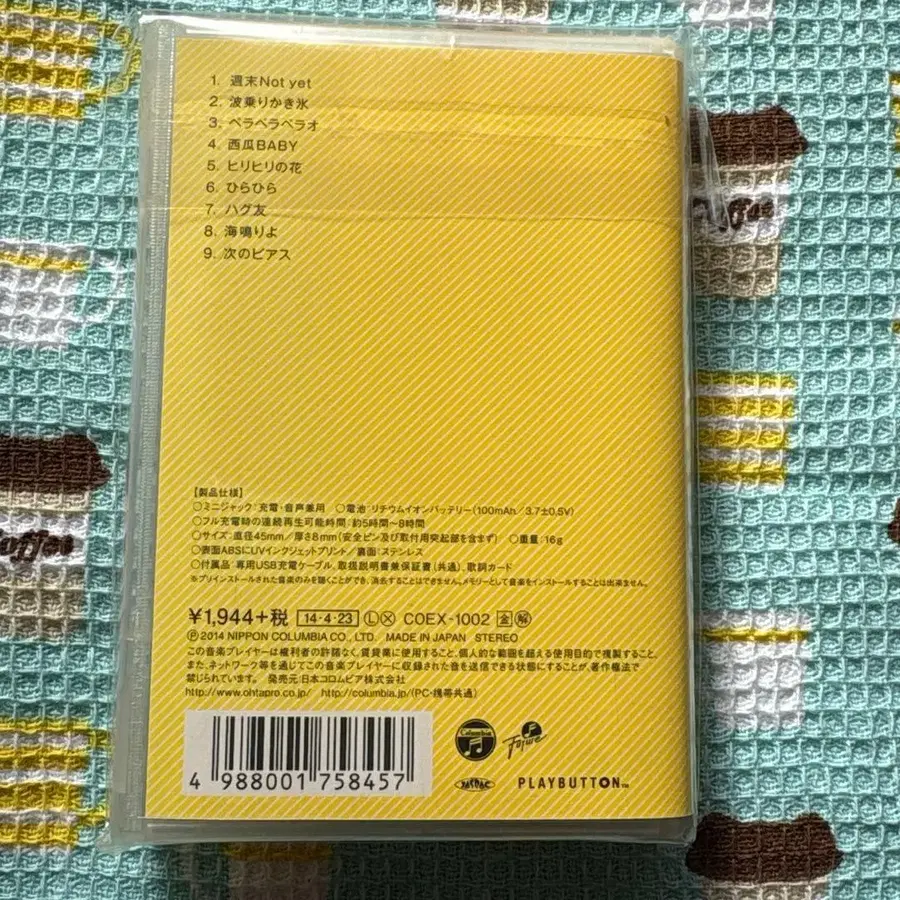 1. 週末Not yet
2. 波乗りかき氷
3. ペラペラペラオ
4. 西瓜BABY
5. ヒリヒリの花
6. ひらひら
7. ハグ友
8. 海鳴りよ
9. 次のピアス
【製品仕様】
○ミニジャック：充電・音声兼用 ○電池：リチウムイオンバッテリー(100mAh／3.7±0.5V)
○フル充電時の連続再生可能時間：約5時間～8時間
○サイズ：直径45mm／厚さ8mm(安全ピン及び取付用突起部を含まず) ○重量：16g
○表面ABSにUVインクジェットプリント／裏面：ステンレス
○付属品：専用USB充電ケーブル、取扱説明書兼保証書(共通)、歌詞カード
※プリインストールされた音楽のみを聴くことができ、消去することはできません。メモリーとして音楽をインストールすることは出来ません。
¥1,944+税 14・4・23 Ⓛ COEX-1002
Ⓟ2014 NIPPON COLUMBIA CO., LTD. MADE IN JAPAN STEREO
この音楽プレイヤーは権利者の許諾なく、賃貸業に使用すること、個人的な範囲を超える使用目的で複製すること、
また、ネットワーク等を通じてこの音楽プレイヤーに収録された音を送信できる状態にすることが、著作権法で
禁じられています。 発売元：日本コロムビア株式会社
http://www.ohtapro.co.jp/ http://columbia.jp/(PC・携帯共通)
4 988001 758457
Columbia
JASRAC PLAYBUTTON™
Coffee
Coffee